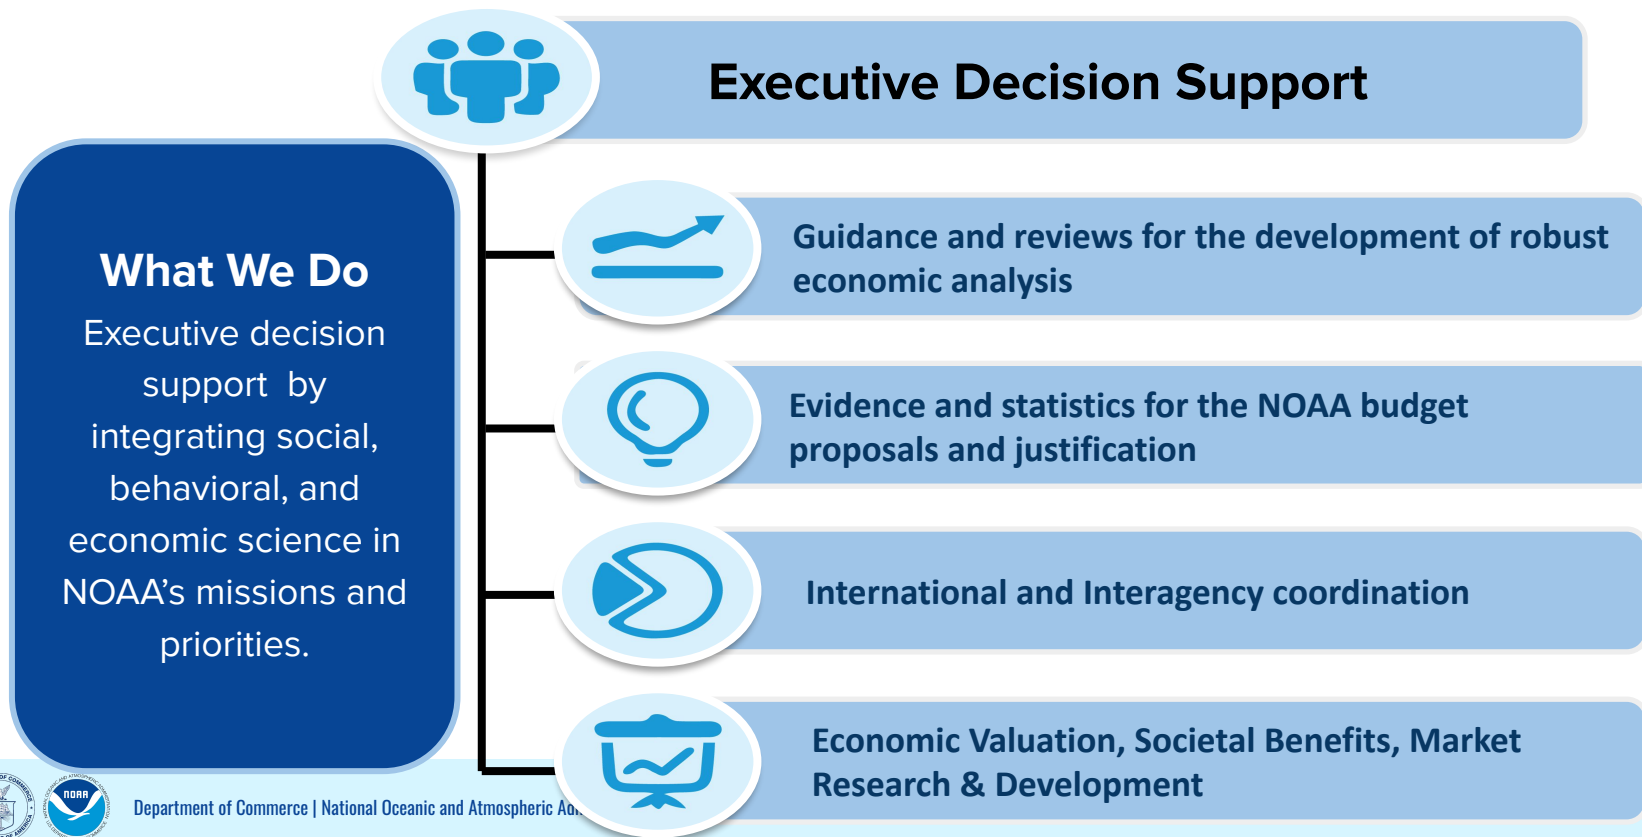 Executive Decision Support
What We Do
Executive decision
support by
integrating social,
behavioral, and
economic science in
NOAA’s missions and
priorities.
Guidance and reviews for the development of robust
economic analysis
Evidence and statistics for the NOAA budget
proposals and justification
International and Interagency coordination
Economic Valuation, Societal Benefits, Market
Research & Development
NOAA
Department of Commerce | National Oceanic and Atmospheric